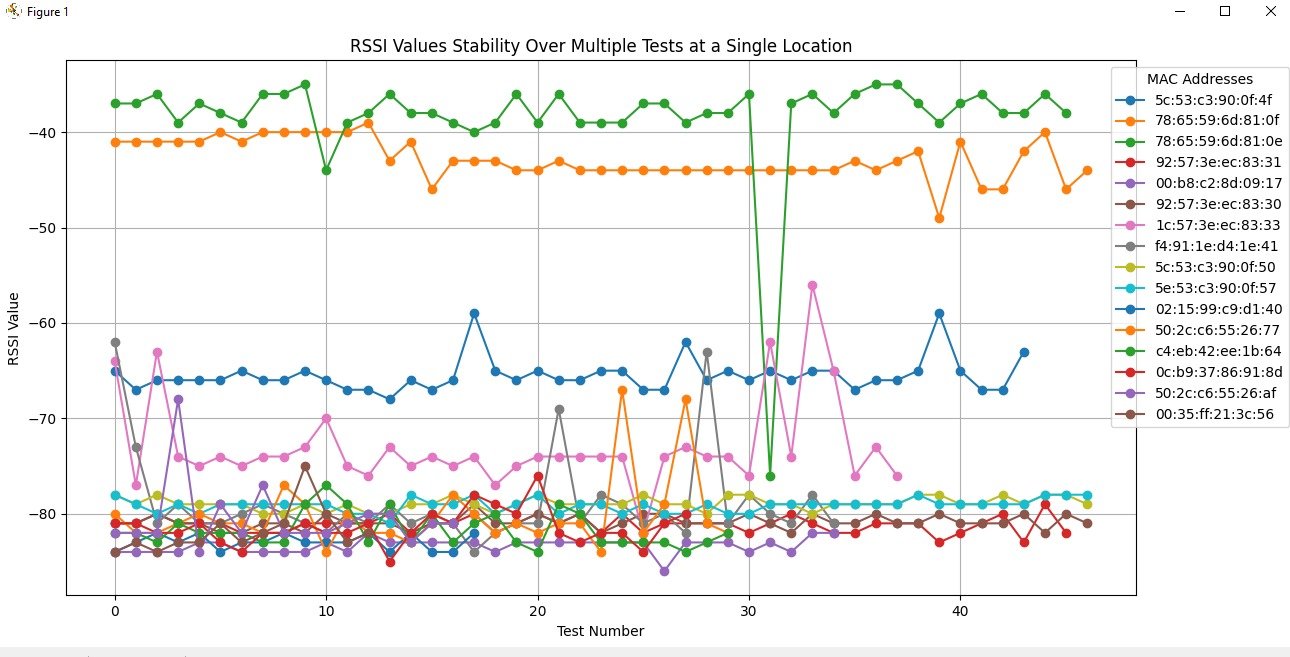 Figure 1
RSSI Values Stability Over Multiple Tests at a Single Location
MAC Addresses
5c:53:c3:90:0f:4f
78:65:59:6d:81:0f
78:65:59:6d:81:0e
92:57:3e:ec:83:31
00:b8:c2:8d:09:17
92:57:3e:ec:83:30
1c:57:3e:ec:83:33
f4:91:1e:d4:1e:41
5c:53:c3:90:0f:50
5e:53:c3:90:0f:57
02:15:99:c9:d1:40
50:2c:c6:55:26:77
c4:eb:42:ee:1b:64
0c:b9:37:86:91:8d
50:2c:c6:55:26:af
00:35:ff:21:3c:56
RSSI Value
−40
−50
−60
−70
−80
0 10 20 30 40
Test Number